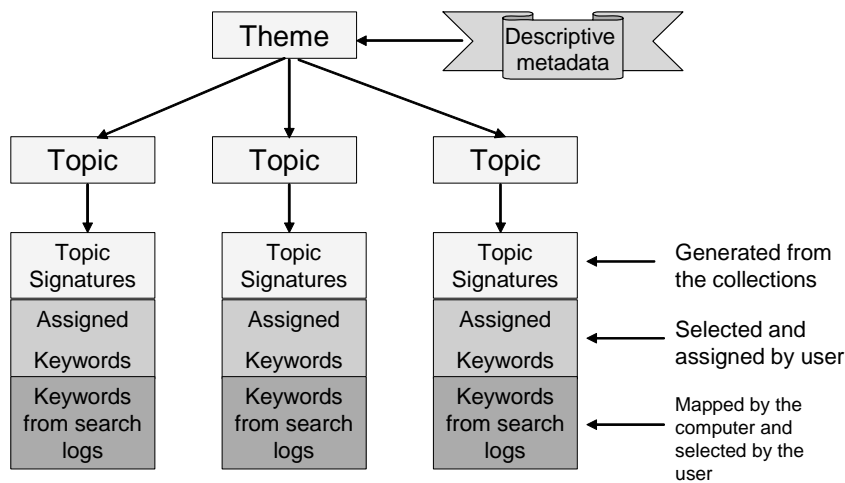 Theme
Descriptive
metadata
Topic
Topic
Topic
Topic
Signatures
Assigned
Keywords
Keywords
from search
logs
Topic
Signatures
Assigned
Keywords
Keywords
from search
logs
Topic
Signatures
Assigned
Keywords
Keywords
from search
logs
Generated from
the collections
Selected and
assigned by user
Mapped by the
computer and
selected by the
user